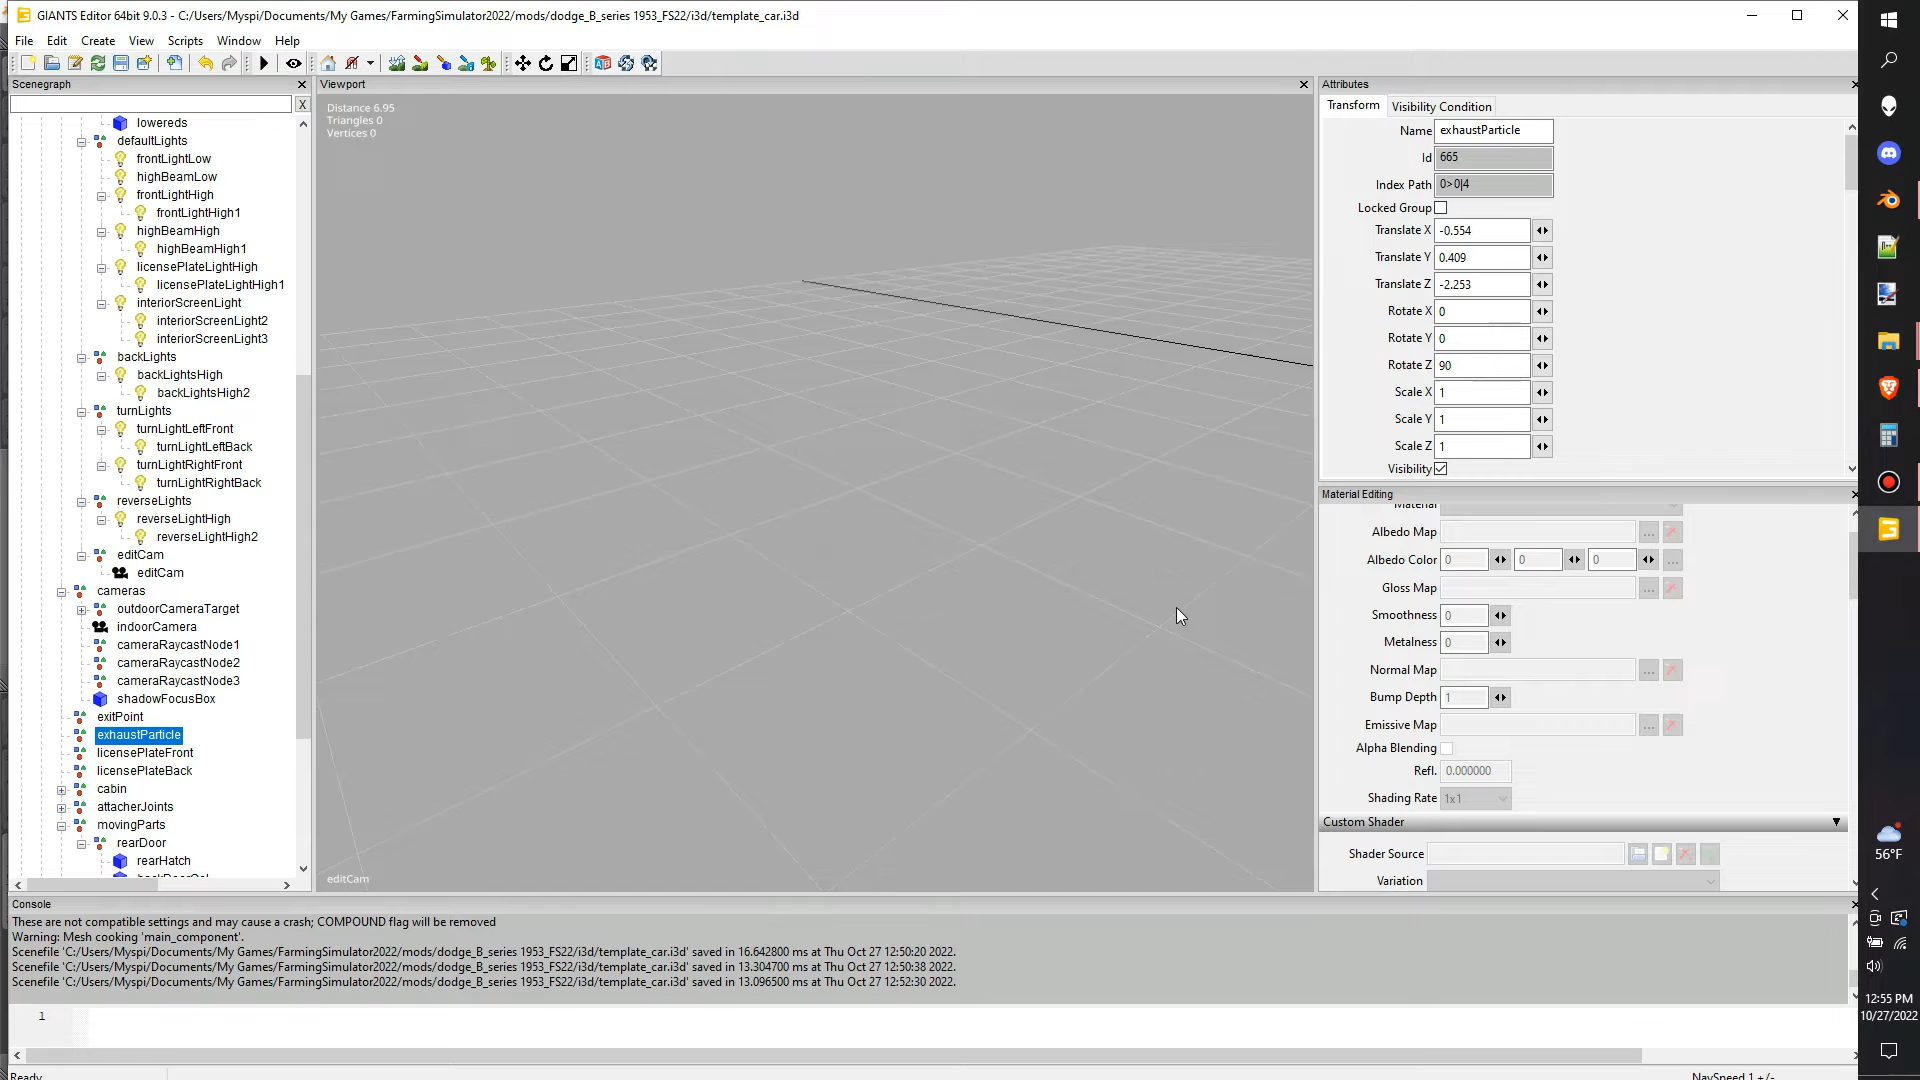 GIANTS Editor 64bit 9.0.3 - C:/Users/Myspi/Documents/My Games/FarmingSimulator2022/mods/dodge_B_series 1953_FS22/i3d/template_car.i3d
File Edit Create View Scripts Window Help
Scenegraph
X
lowereds
defaultLights
frontLightLow
highBeamLow
frontLightHigh
frontLightHigh1
highBeamHigh
highBeamHigh1
licensePlateLightHigh
licensePlateLightHigh1
interiorScreenLight
interiorScreenLight2
interiorScreenLight3
backLights
backLightsHigh
backLightsHigh2
turnLights
turnLightLeftFront
turnLightLeftBack
turnLightRightFront
turnLightRightBack
reverseLights
reverseLightHigh
reverseLightHigh2
editCam
editCam
cameras
outdoorCameraTarget
indoorCamera
cameraRaycastNode1
cameraRaycastNode2
cameraRaycastNode3
shadowFocusBox
exitPoint
exhaustParticle
licensePlateFront
licensePlateBack
cabin
attacherJoints
movingParts
rearDoor
rearHatch
Viewport
Distance 6.95
Triangles 0
Vertices 0
editCam
Attributes
Transform Visibility Condition
Name exhaustParticle
Id 665
Index Path 0>0|4
Locked Group
Translate X -0.554
Translate Y 0.409
Translate Z -2.253
Rotate X 0
Rotate Y 0
Rotate Z 90
Scale X 1
Scale Y 1
Scale Z 1
Visibility
Material Editing
Material
Albedo Map ...
Albedo Color 0 0 0 ...
Gloss Map ...
Smoothness 0
Metalness 0
Normal Map ...
Bump Depth 1
Emissive Map ...
Alpha Blending
Refl. 0.000000
Shading Rate 1x1
Custom Shader
Shader Source
Variation
Console
These are not compatible settings and may cause a crash; COMPOUND flag will be removed
Warning: Mesh cooking 'main_component'.
Scenefile 'C:/Users/Myspi/Documents/My Games/FarmingSimulator2022/mods/dodge_B_series 1953_FS22/i3d/template_car.i3d' saved in 16.642800 ms at Thu Oct 27 12:50:20 2022.
Scenefile 'C:/Users/Myspi/Documents/My Games/FarmingSimulator2022/mods/dodge_B_series 1953_FS22/i3d/template_car.i3d' saved in 13.304700 ms at Thu Oct 27 12:50:38 2022.
Scenefile 'C:/Users/Myspi/Documents/My Games/FarmingSimulator2022/mods/dodge_B_series 1953_FS22/i3d/template_car.i3d' saved in 13.096500 ms at Thu Oct 27 12:52:30 2022.
1
Ready
NavSpeed 1 +/-
56°F
12:55 PM
10/27/2022